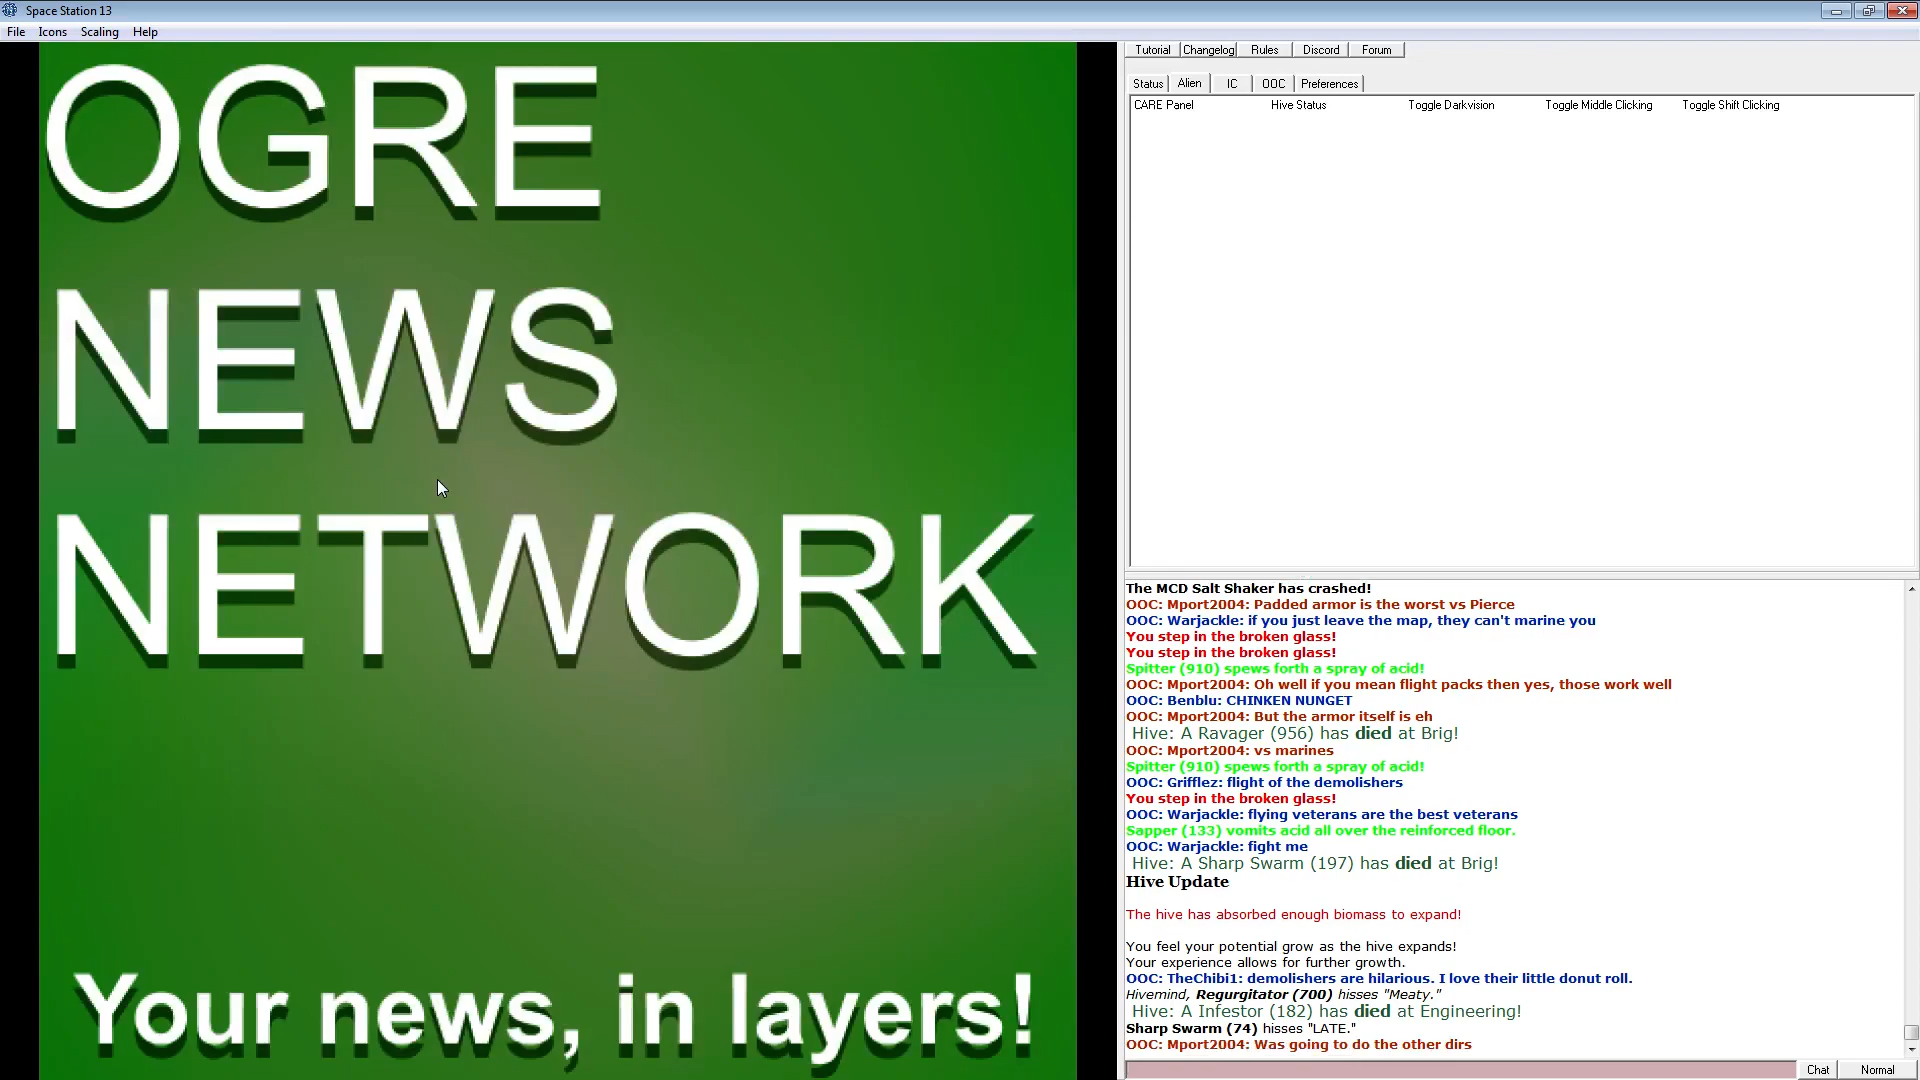 Space Station 13
File Icons Scaling Help
OGRE
NEWS
NETWORK
Your news, in layers!
Tutorial Changelog Rules Discord Forum
Status Alien IC OOC Preferences
CARE Panel Hive Status Toggle Darkvision Toggle Middle Clicking Toggle Shift Clicking
The MCD Salt Shaker has crashed!
OOC: Mport2004: Padded armor is the worst vs Pierce
OOC: Warjackle: if you just leave the map, they can't marine you
You step in the broken glass!
You step in the broken glass!
Spitter (910) spews forth a spray of acid!
OOC: Mport2004: Oh well if you mean flight packs then yes, those work well
OOC: Benblu: CHINKEN NUNGET
OOC: Mport2004: But the armor itself is eh
Hive: A Ravager (956) has died at Brig!
OOC: Mport2004: vs marines
Spitter (910) spews forth a spray of acid!
OOC: Grifflez: flight of the demolishers
You step in the broken glass!
OOC: Warjackle: flying veterans are the best veterans
Sapper (133) vomits acid all over the reinforced floor.
OOC: Warjackle: fight me
Hive: A Sharp Swarm (197) has died at Brig!
Hive Update
The hive has absorbed enough biomass to expand!
You feel your potential grow as the hive expands!
Your experience allows for further growth.
OOC: TheChibi1: demolishers are hilarious. I love their little donut roll.
Hivemind, Regurgitator (700) hisses "Meaty."
Hive: A Infestor (182) has died at Engineering!
Sharp Swarm (74) hisses "LATE."
OOC: Mport2004: Was going to do the other dirs
Chat Normal